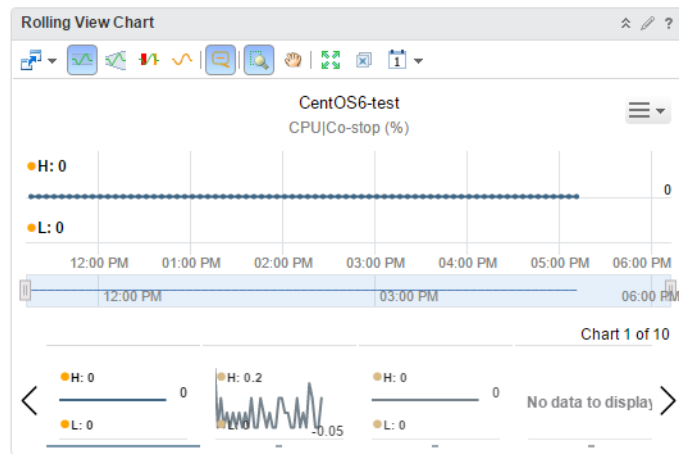 Rolling View Chart
?
1
CentOS6-test
CPU|Co-stop (%)
H: 0
0
L: 0
12:00 PM 01:00 PM 02:00 PM 03:00 PM 04:00 PM 05:00 PM 06:00 PM
12:00 PM 03:00 PM 06:00 PM
Chart 1 of 10
H: 0 H: 0.2 H: 0
0 0 No data to display
L: 0 L: 0 -0.05 L: 0